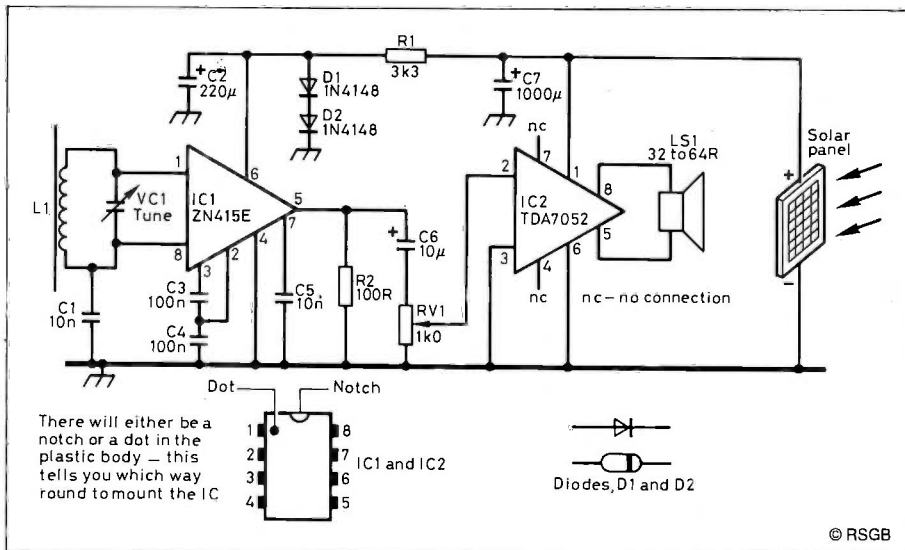 R1
3k3
C2
220µ
D1
1N4148
D2
1N4148
C7
1000µ
nc
7
LS1
32 to 64R
Solar
panel
+
1
6
2
1
8
L1
VC1
Tune
IC1
ZN415E
5
7
IC2
TDA7052
8
3
2
4
C6
10µ
3
4
6
5
C3
100n
C5
10n
R2
100R
nc
nc – no connection
–
C1
10n
C4
100n
RV1
1k0
Dot
Notch
There will either be a
notch or a dot in the
plastic body – this
tells you which way
round to mount the IC
1
2
3
4
8
7
6
5
IC1 and IC2
Diodes, D1 and D2
© RSGB